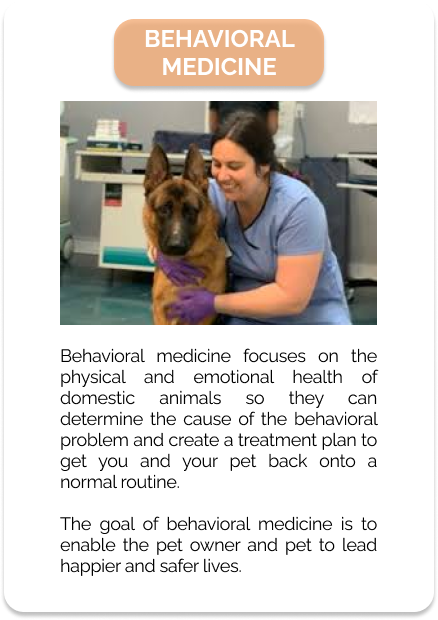 BEHAVIORAL
MEDICINE
Behavioral medicine focuses on the
physical and emotional health of
domestic animals so they can
determine the cause of the behavioral
problem and create a treatment plan to
get you and your pet back onto a
normal routine.
The goal of behavioral medicine is to
enable the pet owner and pet to lead
happier and safer lives.